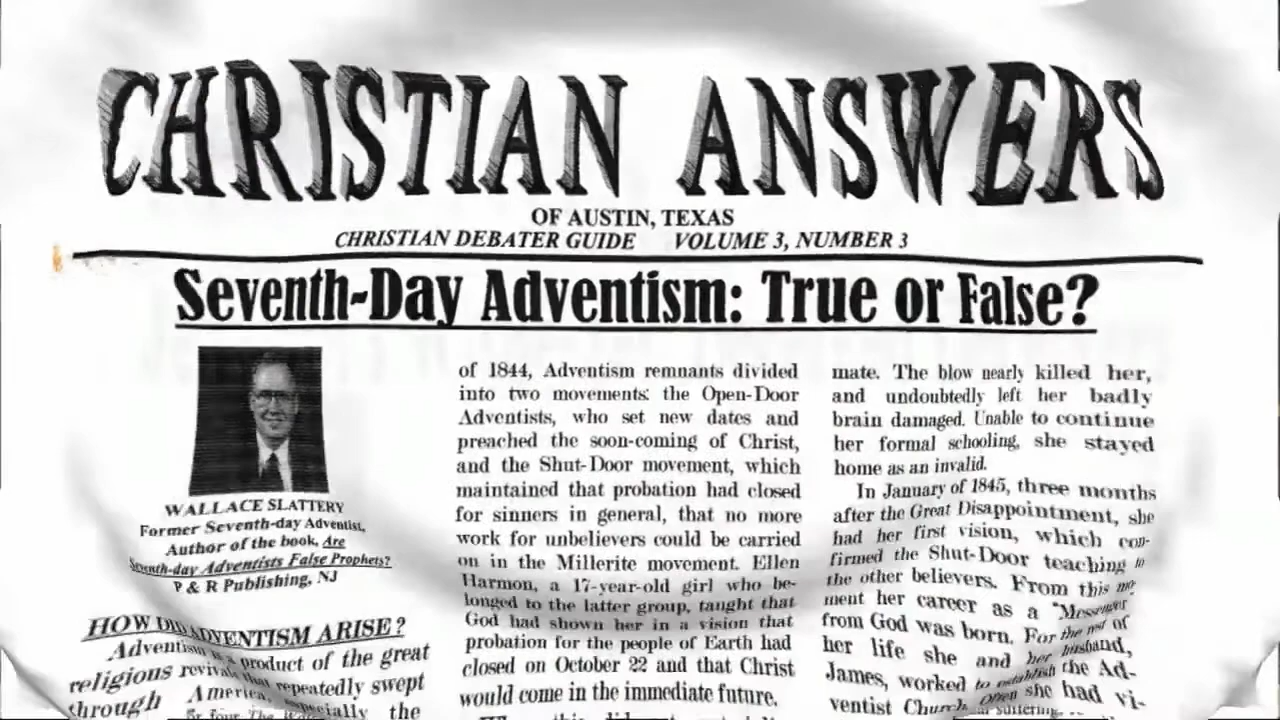 CHRISTIAN ANSWERS
OF AUSTIN, TEXAS
CHRISTIAN DEBATER GUIDE VOLUME 3, NUMBER 3
Seventh-Day Adventism: True or False?
WALLACE SLATTERY
Former Seventh-day Adventist,
Author of the book, Are
Seventh-day Adventists False Prophets?
P & R Publishing, NJ
HOW DID ADVENTISM ARISE?
Adventism is a product of the great
religious revivals that repeatedly swept
through America, especially the
of 1844, Adventism remnants divided
into two movements: the Open-Door
Adventists, who set new dates and
preached the soon-coming of Christ,
and the Shut-Door movement, which
maintained that probation had closed
for sinners in general, that no more
work for unbelievers could be carried
on in the Millerite movement. Ellen
Harmon, a 17-year-old girl who be-
longed to the latter group, taught that
God had shown her in a vision that
probation for the people of Earth had
closed on October 22 and that Christ
would come in the immediate future.
mate. The blow nearly killed her,
and undoubtedly left her badly
brain damaged. Unable to continue
her formal schooling, she stayed
home as an invalid.
In January of 1845, three months
after the Great Disappointment, she
had her first vision, which con-
firmed the Shut-Door teaching to
the other believers. From this mo-
ment her career as a "Messenger
from God was born. For the rest of
her life she and her husband,
James, worked to establish the Ad-
ventist Church. Often she had vi-